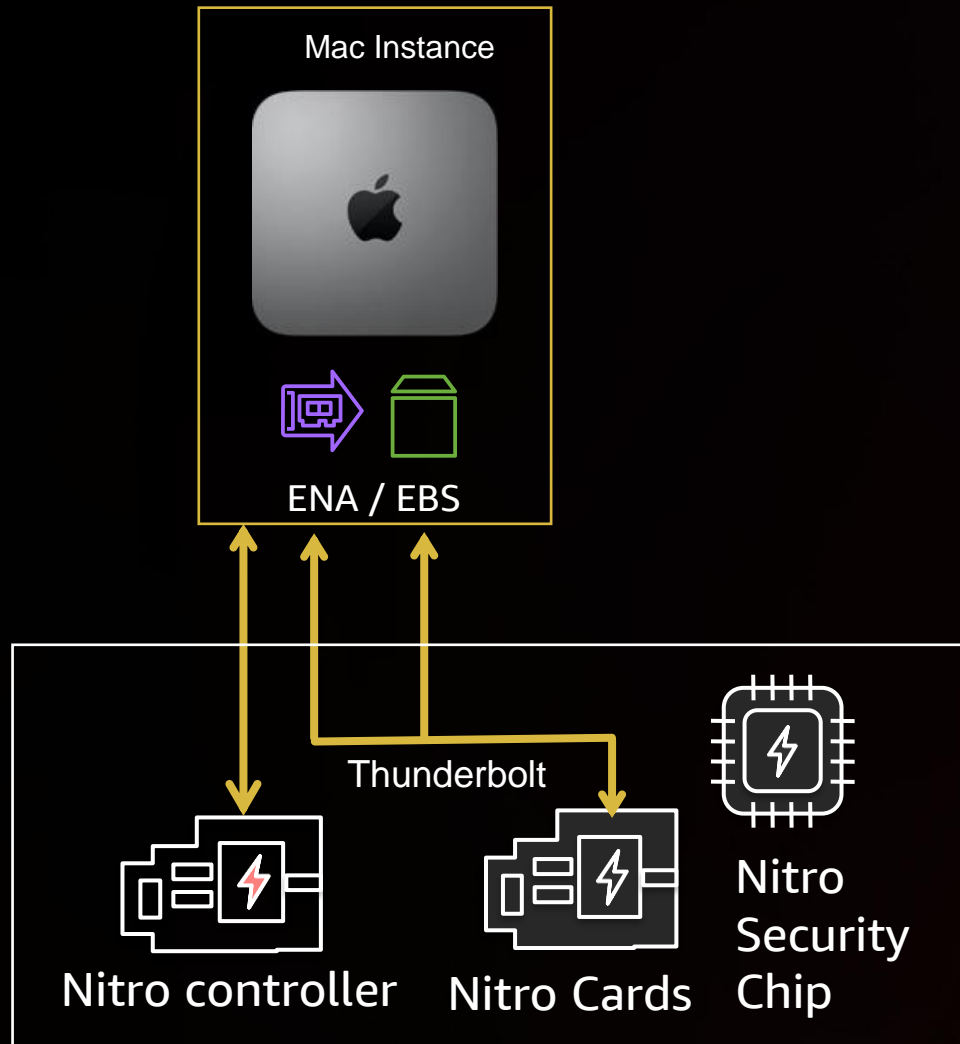 Mac Instance
ENA / EBS
Thunderbolt
Nitro controller
Nitro Cards
Nitro
Security
Chip